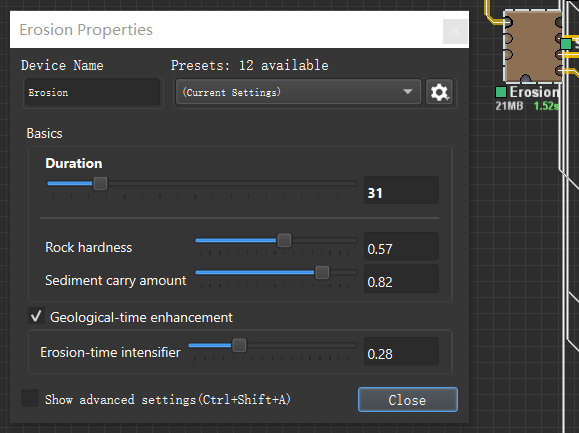 Erosion Properties
Device Name
Presets: 12 available
Erosion
(Current Settings)
Basics
Duration
31
Rock hardness
0.57
Sediment carry amount
0.82
Geological-time enhancement
Erosion-time intensifier
0.28
Show advanced settings(Ctrl+Shift+A)
Close
Erosion
21MB 1.52s